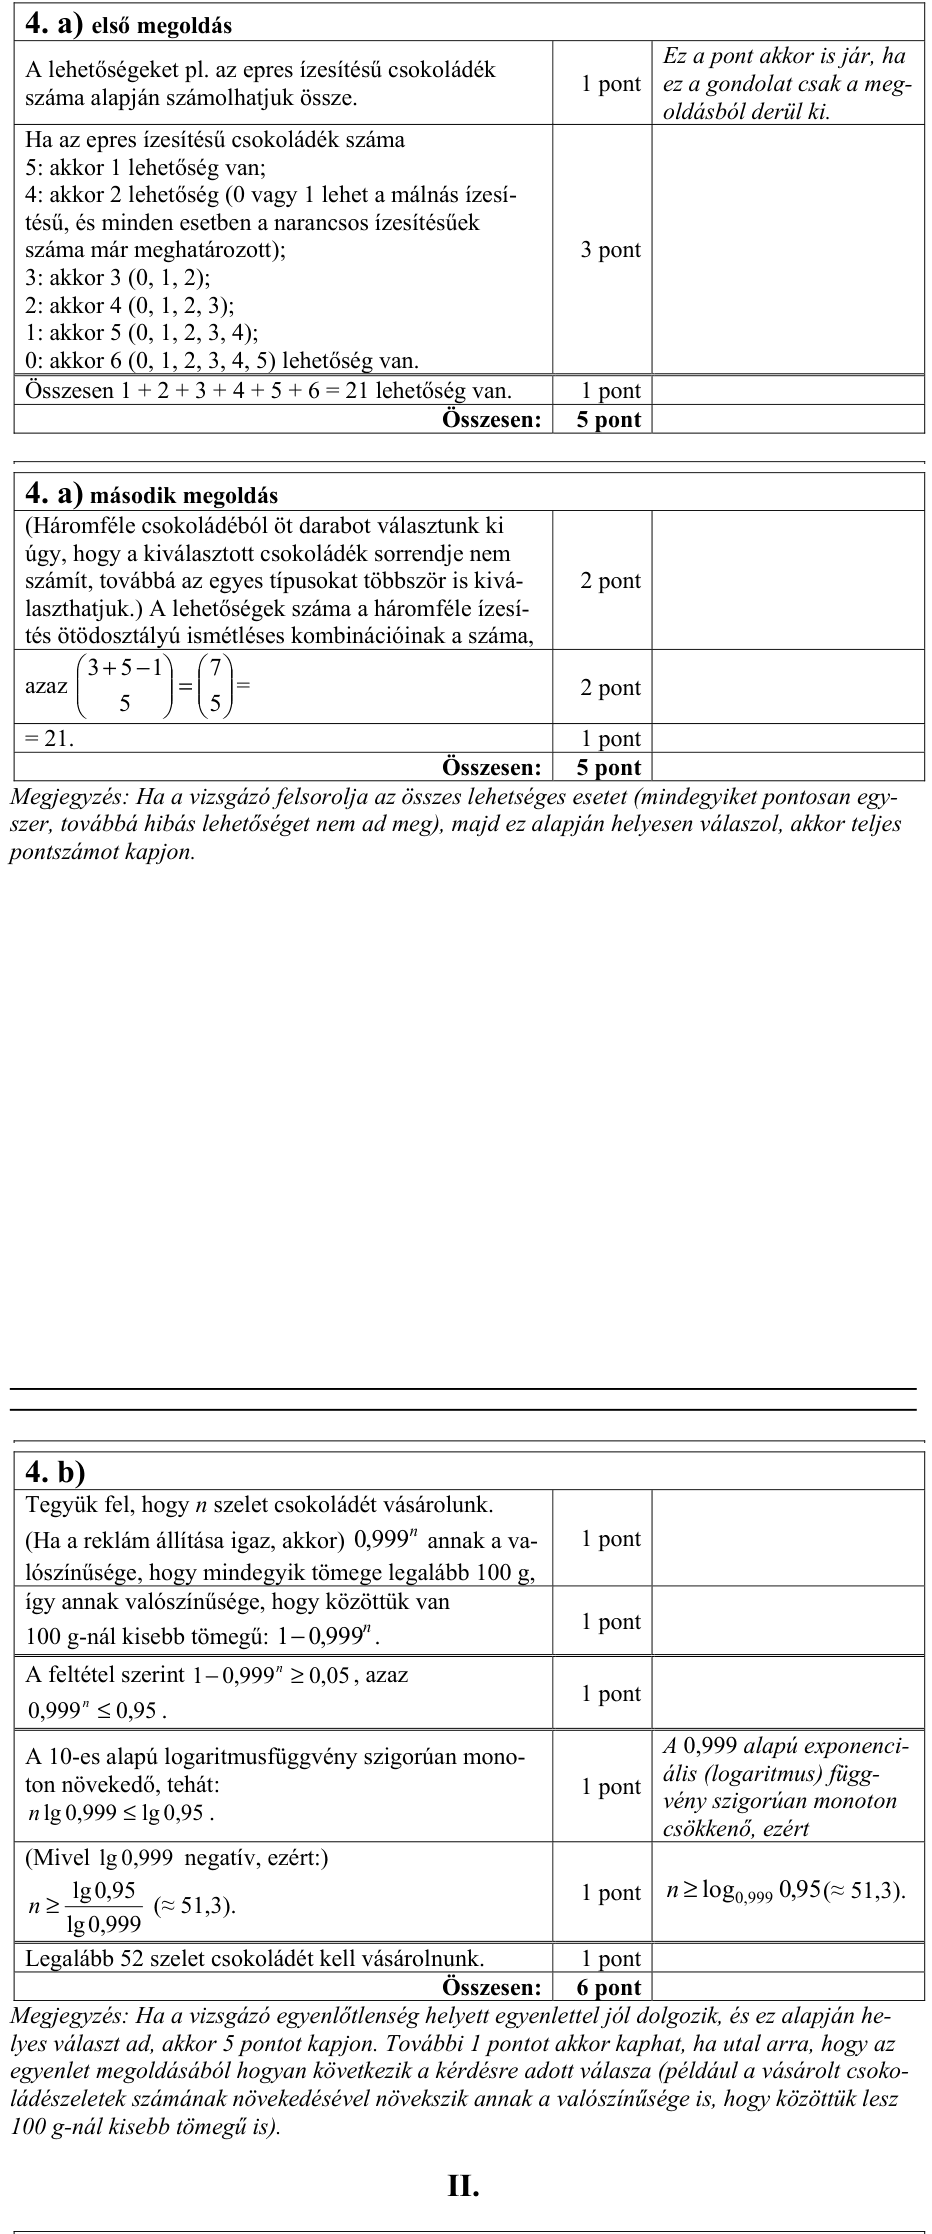 4. a) első megoldás
A lehetőségeket pl. az epres ízesítésű csokoládék
száma alapján számolhatjuk össze.
1 pont
Ez a pont akkor is jár, ha
ez a gondolat csak a meg-
oldásból derül ki.
Ha az epres ízesítésű csokoládék száma
5: akkor 1 lehetőség van;
4: akkor 2 lehetőség (0 vagy 1 lehet a málnás ízesí-
tésű, és minden esetben a narancsos ízesítésűek
száma már meghatározott);
3: akkor 3 (0, 1, 2);
2: akkor 4 (0, 1, 2, 3);
1: akkor 5 (0, 1, 2, 3, 4);
0: akkor 6 (0, 1, 2, 3, 4, 5) lehetőség van.
3 pont
Összesen 1 + 2 + 3 + 4 + 5 + 6 = 21 lehetőség van. 1 pont
Összesen: 5 pont
4. a) második megoldás
(Háromféle csokoládéból öt darabot választunk ki
úgy, hogy a kiválasztott csokoládék sorrendje nem
számít, továbbá az egyes típusokat többször is kivá-
laszthatjuk.) A lehetőségek száma a háromféle ízesí-
tés ötödosztályú ismétléses kombinációinak a száma,
2 pont
azaz (3+5−1 5) = (7 5) =
2 pont
= 21. 1 pont
Összesen: 5 pont
Megjegyzés: Ha a vizsgázó felsorolja az összes lehetséges esetet (mindegyiket pontosan egy-
szer, továbbá hibás lehetőséget nem ad meg), majd ez alapján helyesen válaszol, akkor teljes
pontszámot kapjon.
4. b)
Tegyük fel, hogy n szelet csokoládét vásárolunk.
(Ha a reklám állítása igaz, akkor) 0,999ⁿ annak a va-
lószínűsége, hogy mindegyik tömege legalább 100 g,
1 pont
így annak valószínűsége, hogy közöttük van
100 g-nál kisebb tömegű: 1−0,999ⁿ.
1 pont
A feltétel szerint 1−0,999ⁿ ≥ 0,05, azaz
0,999ⁿ ≤ 0,95.
1 pont
A 10-es alapú logaritmusfüggvény szigorúan mono-
ton növekedő, tehát:
n lg 0,999 ≤ lg 0,95.
1 pont
A 0,999 alapú exponenci-
ális (logaritmus) függ-
vény szigorúan monoton
csökkenő, ezért
(Mivel lg 0,999 negatív, ezért:)
n ≥ lg 0,95 / lg 0,999 (≈ 51,3).
1 pont
n ≥ log₀,₉₉₉ 0,95 (≈ 51,3).
Legalább 52 szelet csokoládét kell vásárolnunk. 1 pont
Összesen: 6 pont
Megjegyzés: Ha a vizsgázó egyenlőtlenség helyett egyenlettel jól dolgozik, és ez alapján he-
lyes választ ad, akkor 5 pontot kapjon. További 1 pontot akkor kaphat, ha utal arra, hogy az
egyenlet megoldásából hogyan következik a kérdésre adott válasza (például a vásárolt csoko-
ládészeletek számának növekedésével növekszik annak a valószínűsége is, hogy közöttük lesz
100 g-nál kisebb tömegű is).
II.